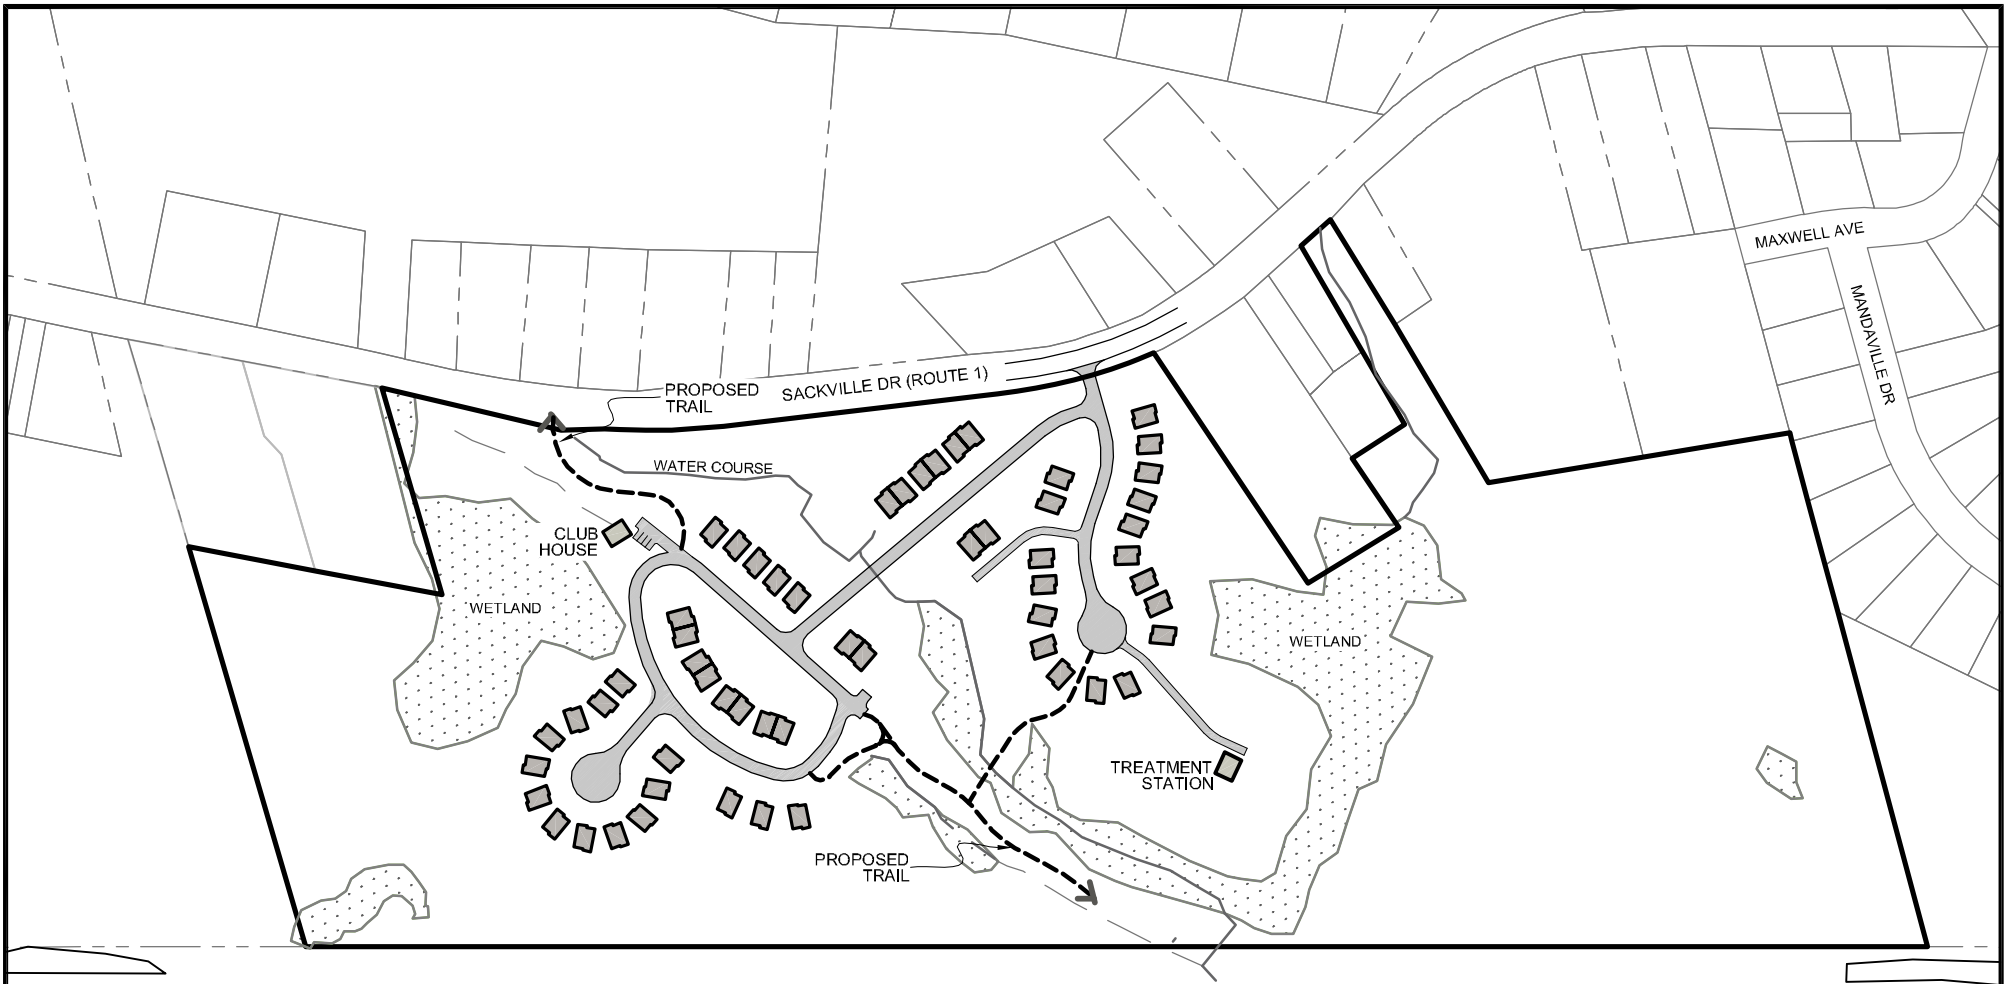 MAXWELL AVE
MANDAVILLE DR
PROPOSED
TRAIL
SACKVILLE DR (ROUTE 1)
WATER COURSE
CLUB
HOUSE
WETLAND
WETLAND
TREATMENT
STATION
PROPOSED
TRAIL